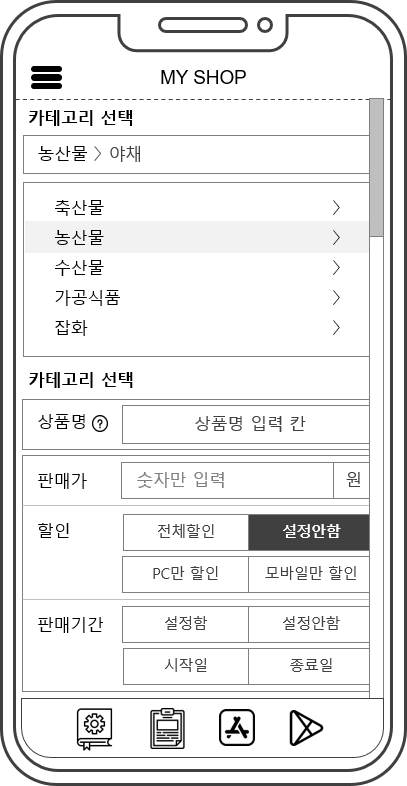 MY SHOP
카테고리 선택
농산물 > 야채
축산물 >
농산물 >
수산물 >
가공식품 >
잡화 >
카테고리 선택
상품명 ? 상품명 입력 칸
판매가 숫자만 입력 원
할인 전체할인 설정안함
PC만 할인 모바일만 할인
판매기간 설정함 설정안함
시작일 종료일